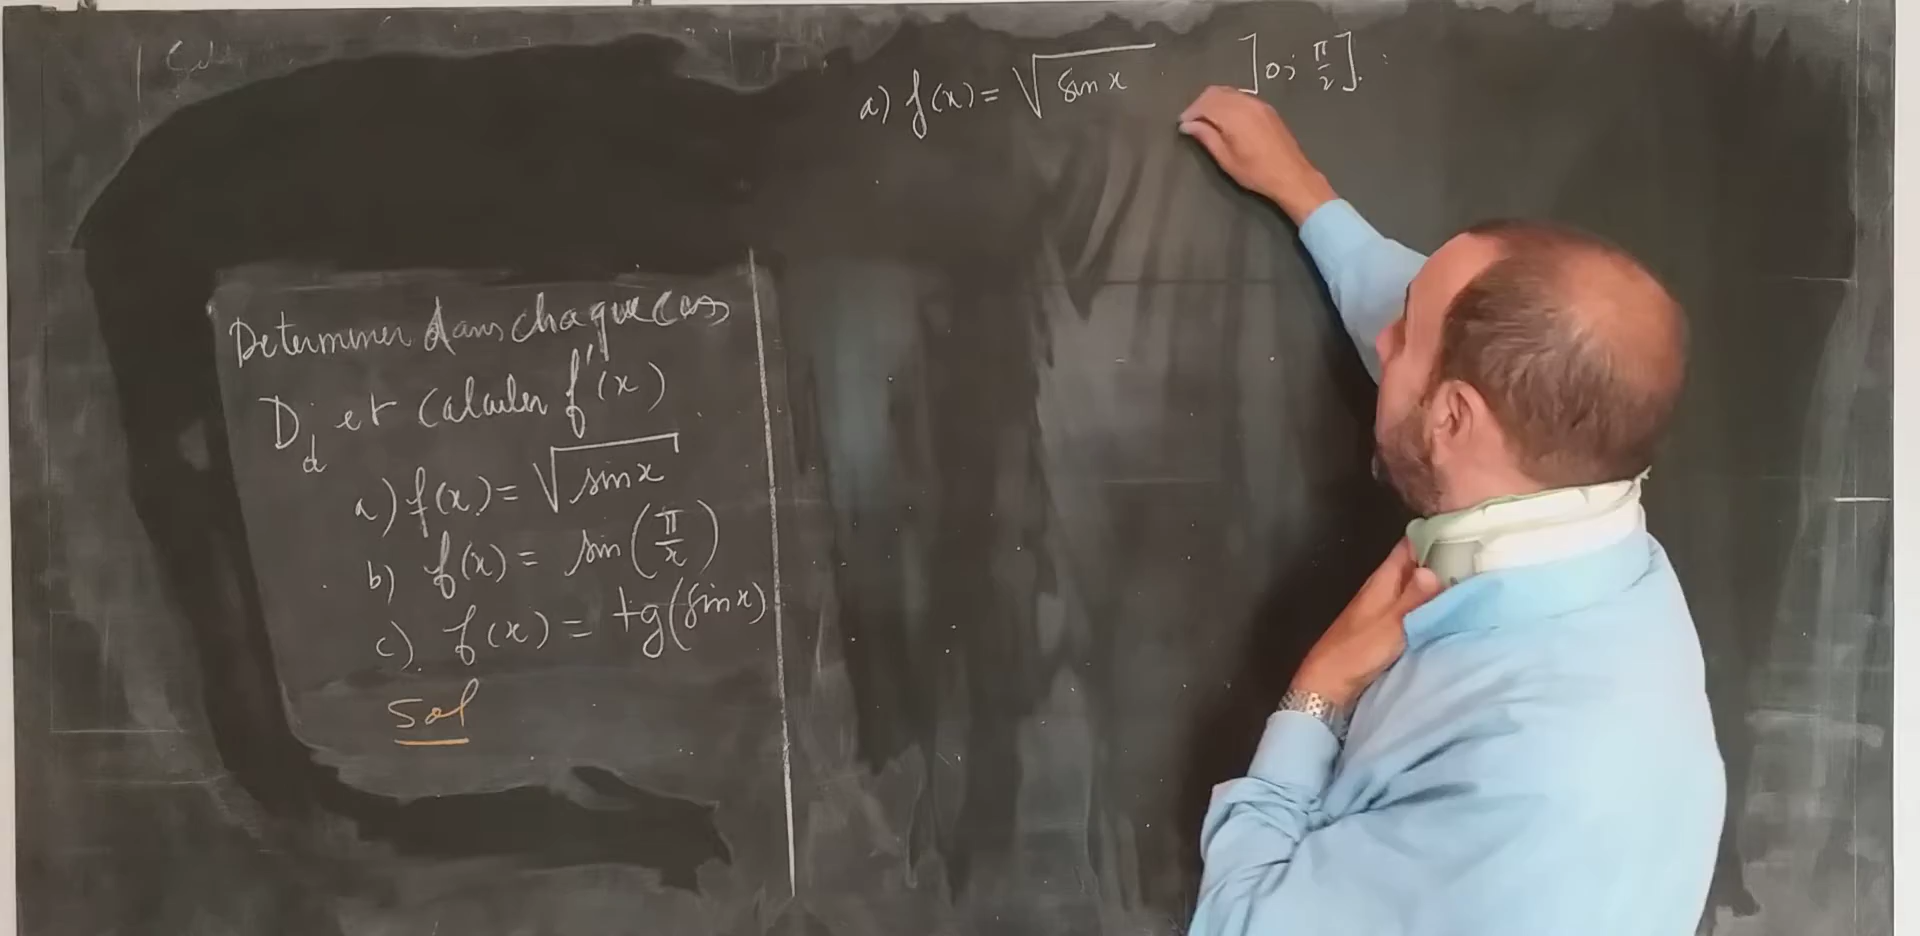 Determiner dans chaque cas
D_d et calculer f'(x)
a) f(x) = √sin x
b) f(x) = sin(π/x)
c). f(x) = tg(sin x)
Sol
a) f(x) = √sin x ]0; π/2].